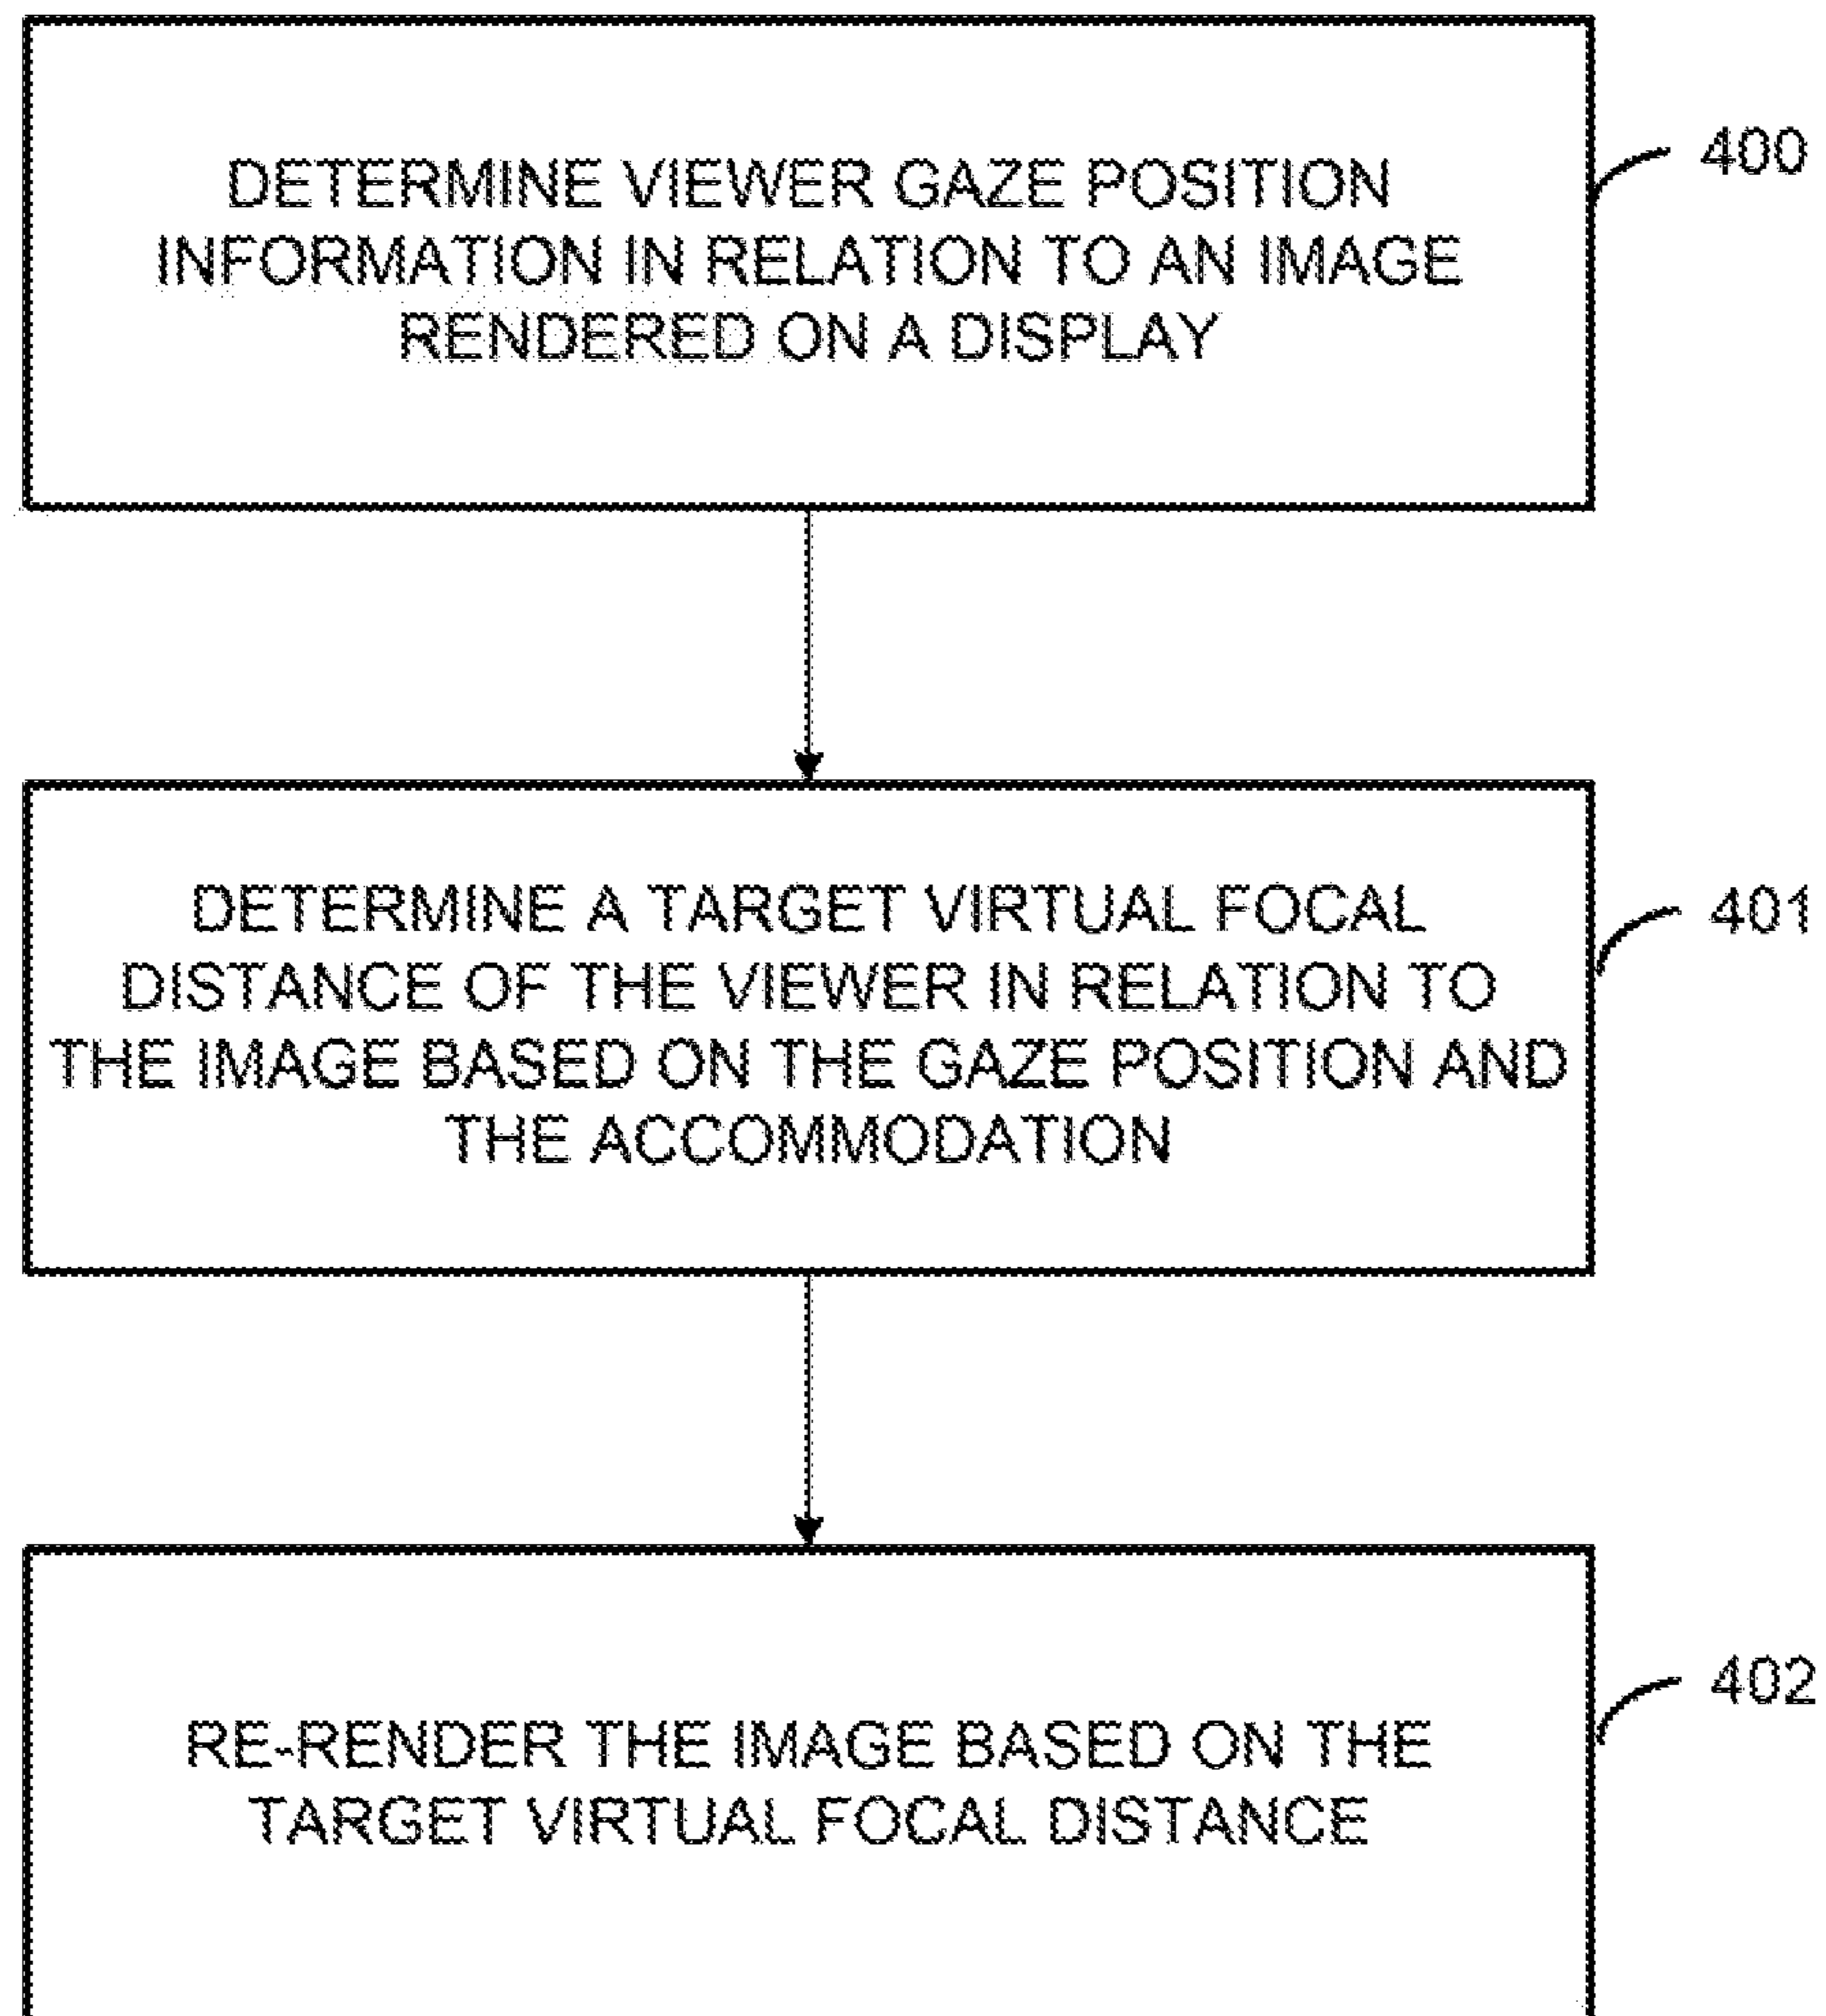 DETERMINE VIEWER GAZE POSITION
INFORMATION IN RELATION TO AN IMAGE
RENDERED ON A DISPLAY
400
DETERMINE A TARGET VIRTUAL FOCAL
DISTANCE OF THE VIEWER IN RELATION TO
THE IMAGE BASED ON THE GAZE POSITION AND
THE ACCOMMODATION
401
RE-RENDER THE IMAGE BASED ON THE
TARGET VIRTUAL FOCAL DISTANCE
402